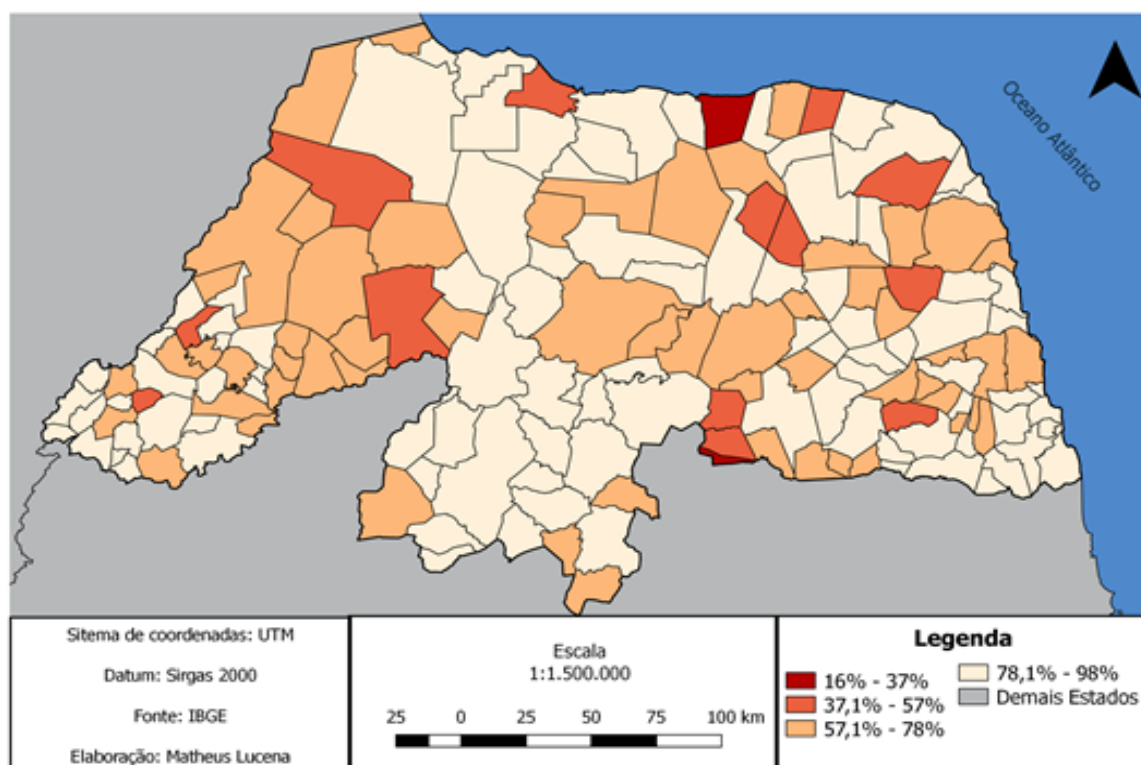 Oceano Atlântico
Sitema de coordenadas: UTM
Datum: Sirgas 2000
Fonte: IBGE
Elaboração: Matheus Lucena
Escala
1:1.500.000
25 0 25 50 75 100 km
Legenda
16% - 37%
37,1% - 57%
57,1% - 78%
78,1% - 98%
Demais Estados